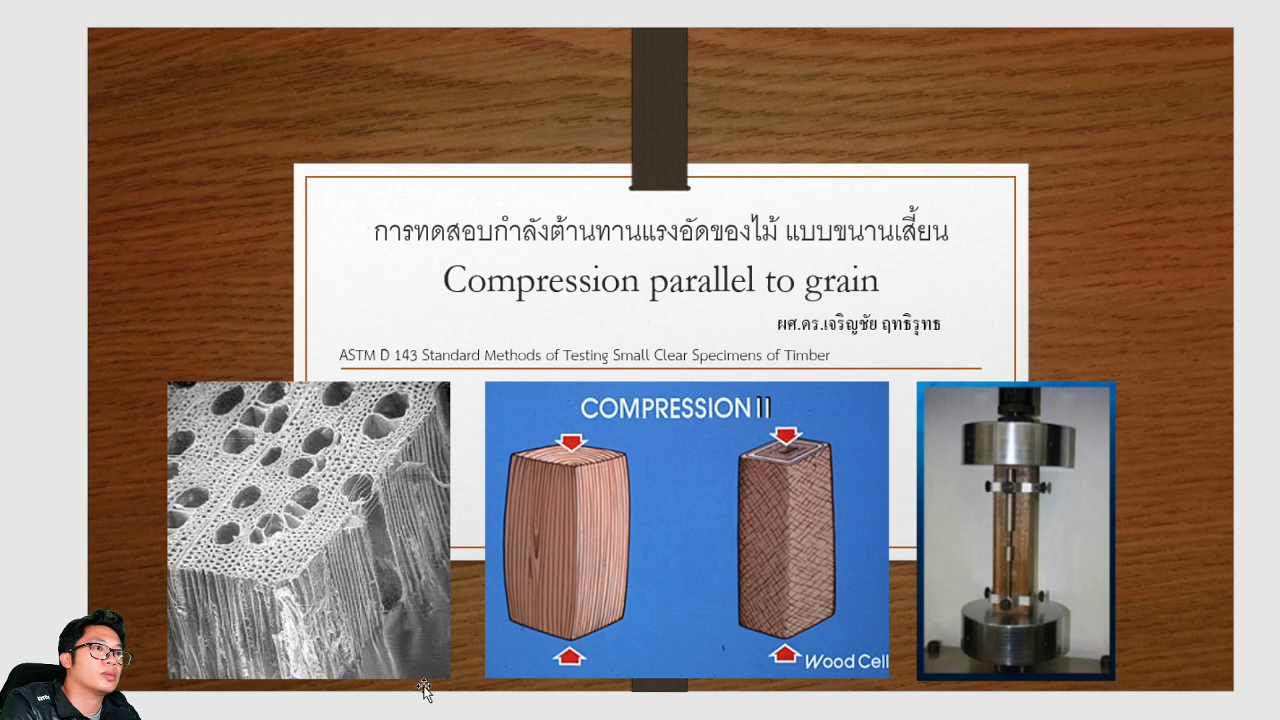 การทดสอบกำลังต้านทานแรงอัดของไม้ แบบขนานเสี้ยน
Compression parallel to grain
ผศ.ดร.เจริญชัย ฤทธิรุทธ
ASTM D 143 Standard Methods of Testing Small Clear Specimens of Timber
COMPRESSION II
Wood Cell